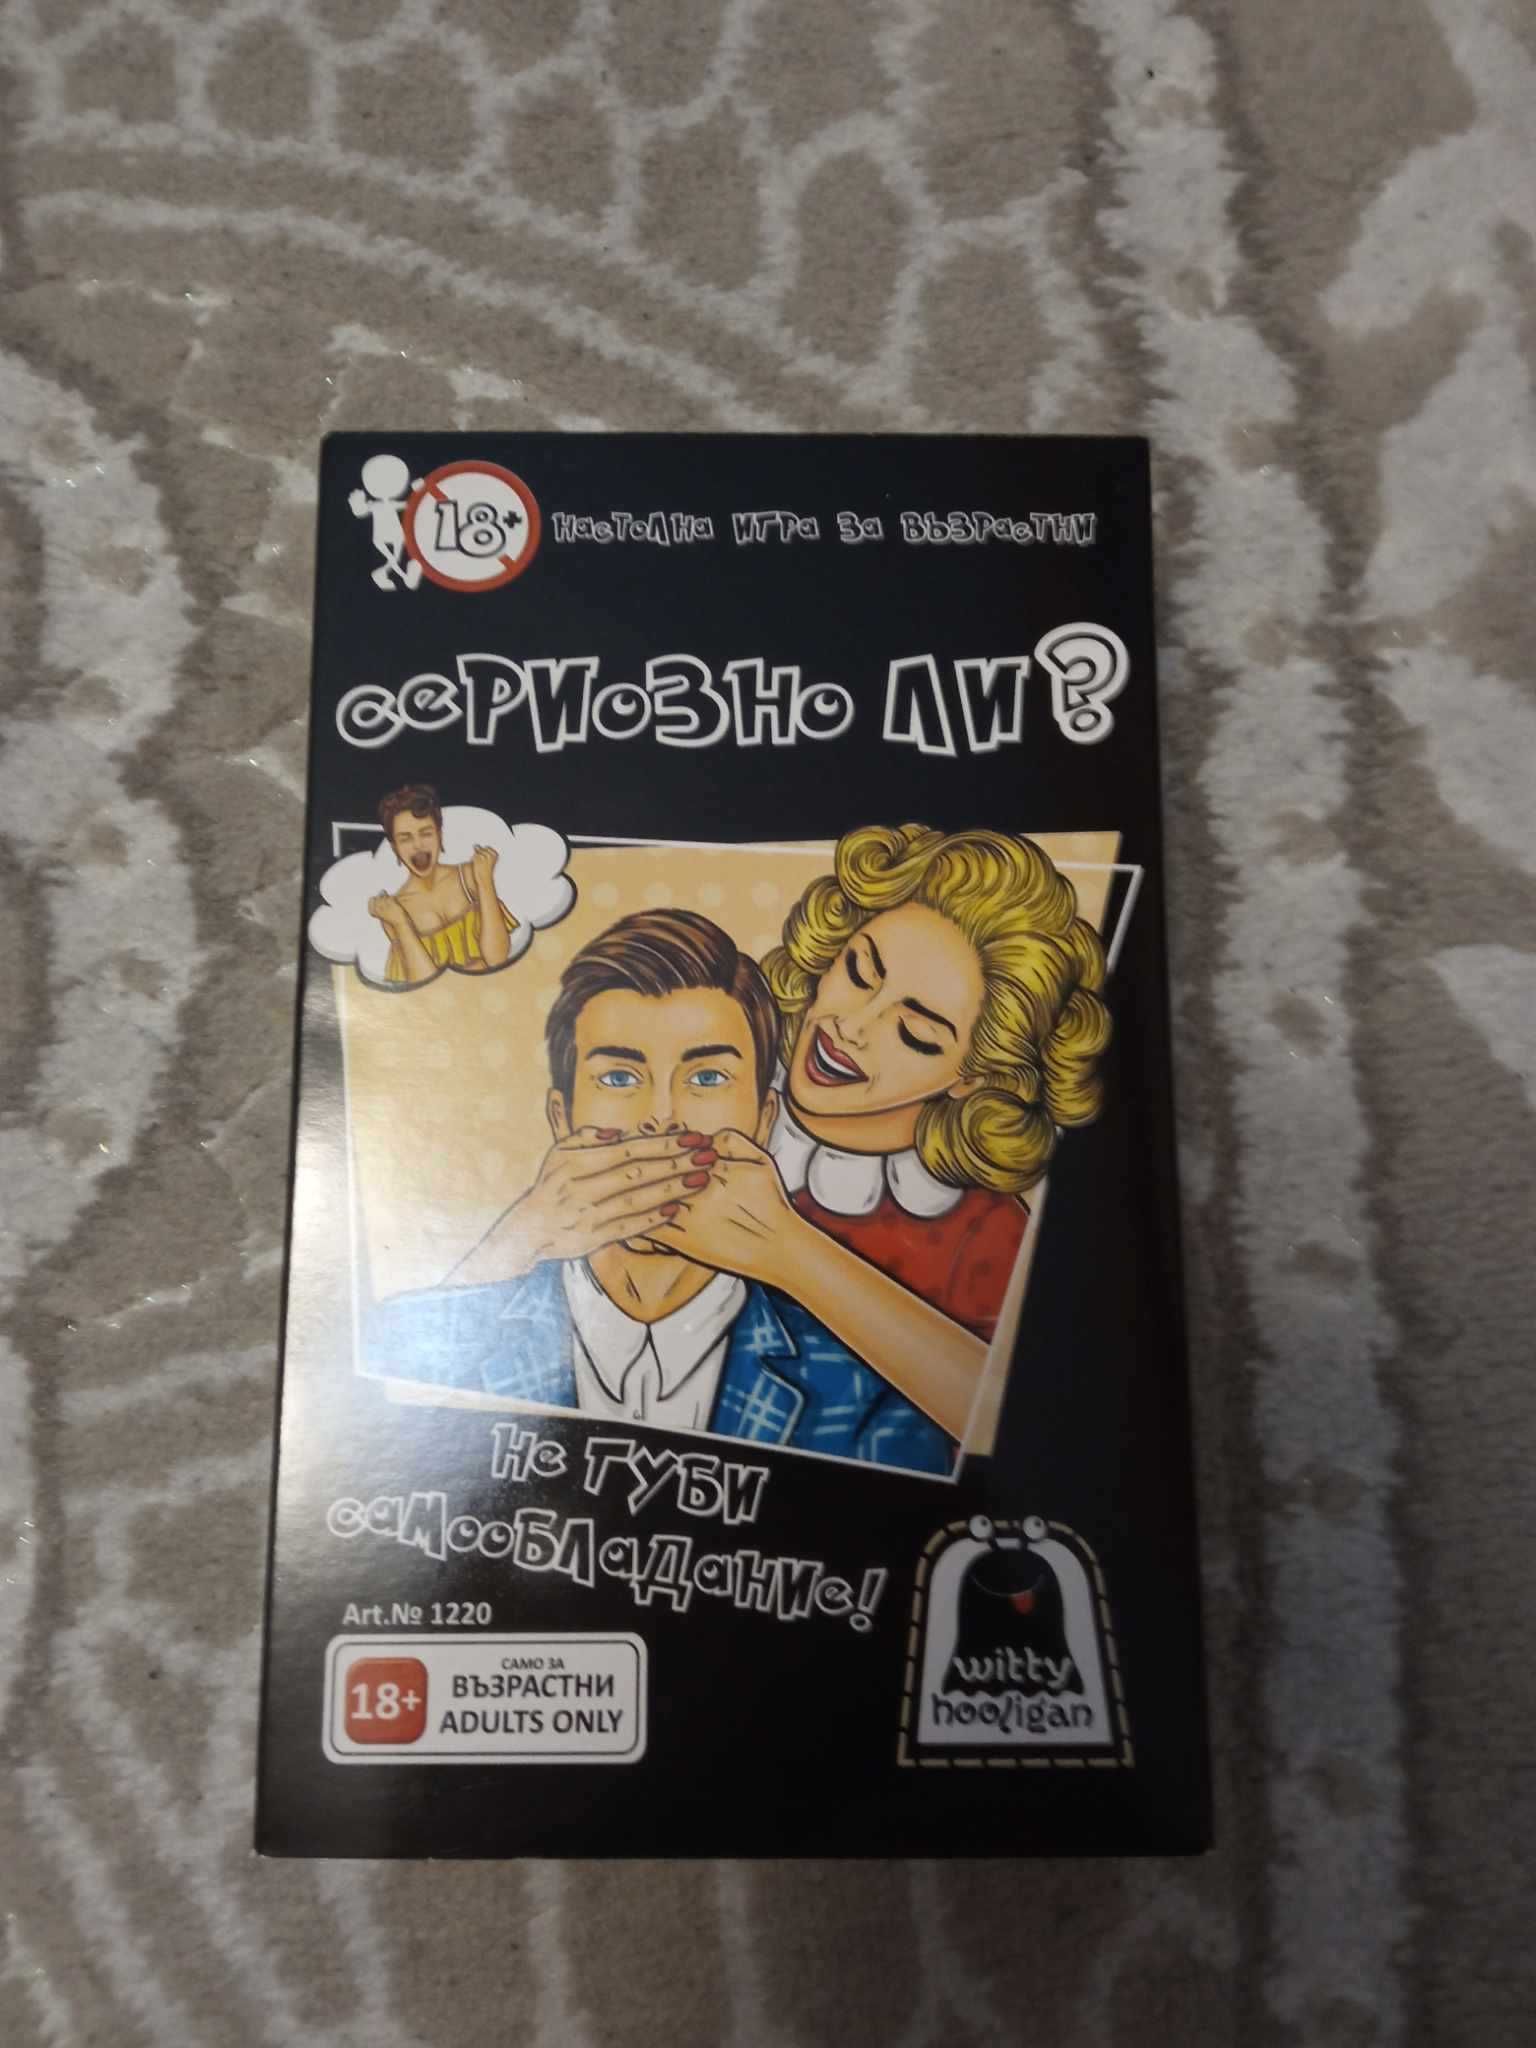 18+ настолна игра за възрастни
сериозно ли?
Не губи
самообладание!
Art.№ 1220
18+
САМО ЗА
ВЪЗРАСТНИ
ADULTS ONLY
witty
hooligan